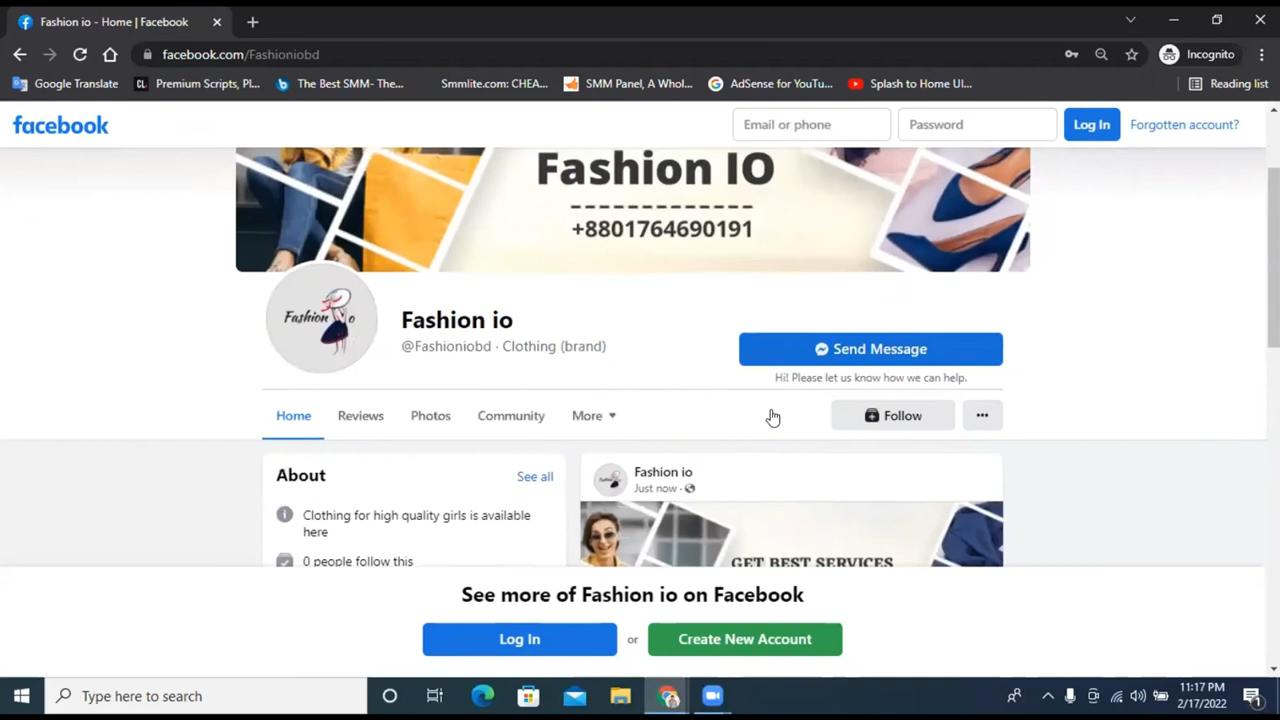 Fashion io - Home | Facebook
facebook.com/Fashioniobd
Incognito
Google Translate
Premium Scripts, Pl...
The Best SMM- The...
Smmlite.com: CHEA...
SMM Panel, A Whol...
AdSense for YouTu...
Splash to Home Ul...
Reading list
facebook
Email or phone
Password
Log In
Forgotten account?
Fashion IO
-------------
+8801764690191
Fashion io
Fashion io
@Fashioniobd · Clothing (brand)
Send Message
Hi! Please let us know how we can help.
Home
Reviews
Photos
Community
More
Follow
About
See all
Clothing for high quality girls is available
here
0 people follow this
Fashion io
Just now ·
GET BEST SERVICES
See more of Fashion io on Facebook
Log In
or
Create New Account
Type here to search
11:17 PM
2/17/2022